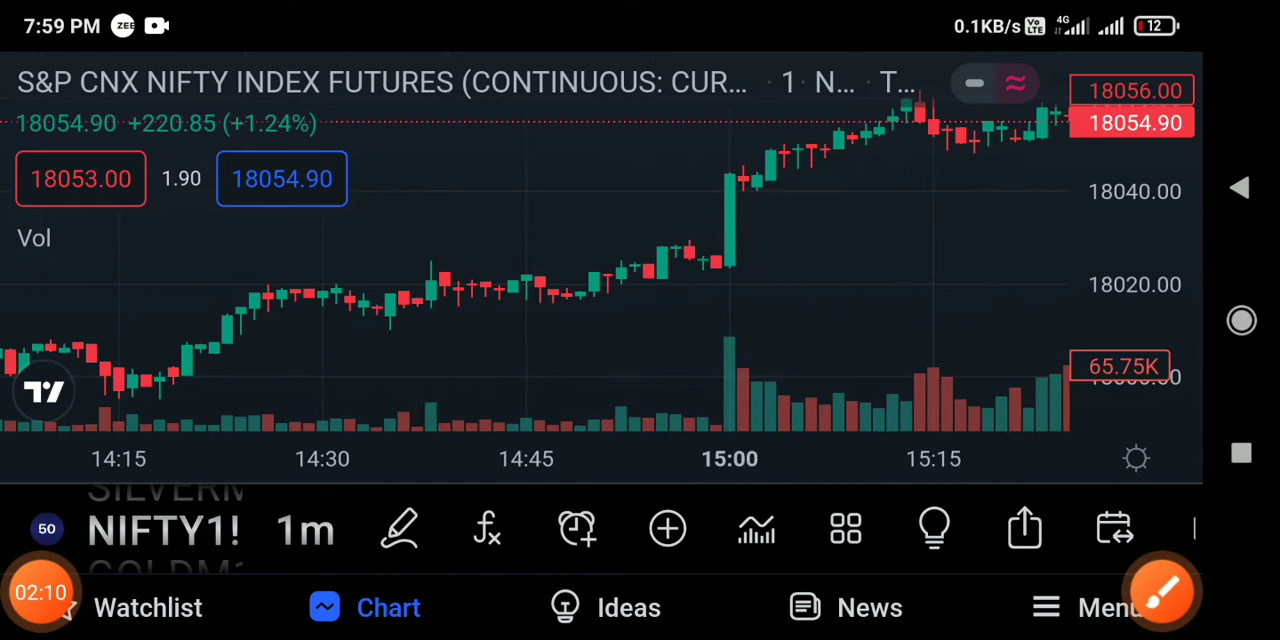 7:59 PM ZEE 0.1KB/s Vo LTE 4G 12
S&P CNX NIFTY INDEX FUTURES (CONTINUOUS: CUR... · 1 · N... · T...
18056.00
18054.90 +220.85 (+1.24%)
18054.90
18053.00 1.90 18054.90
18040.00
Vol
18020.00
65.75K
14:15 14:30 14:45 15:00 15:15
50 NIFTY1! 1m
02:10
Watchlist Chart Ideas News Menu